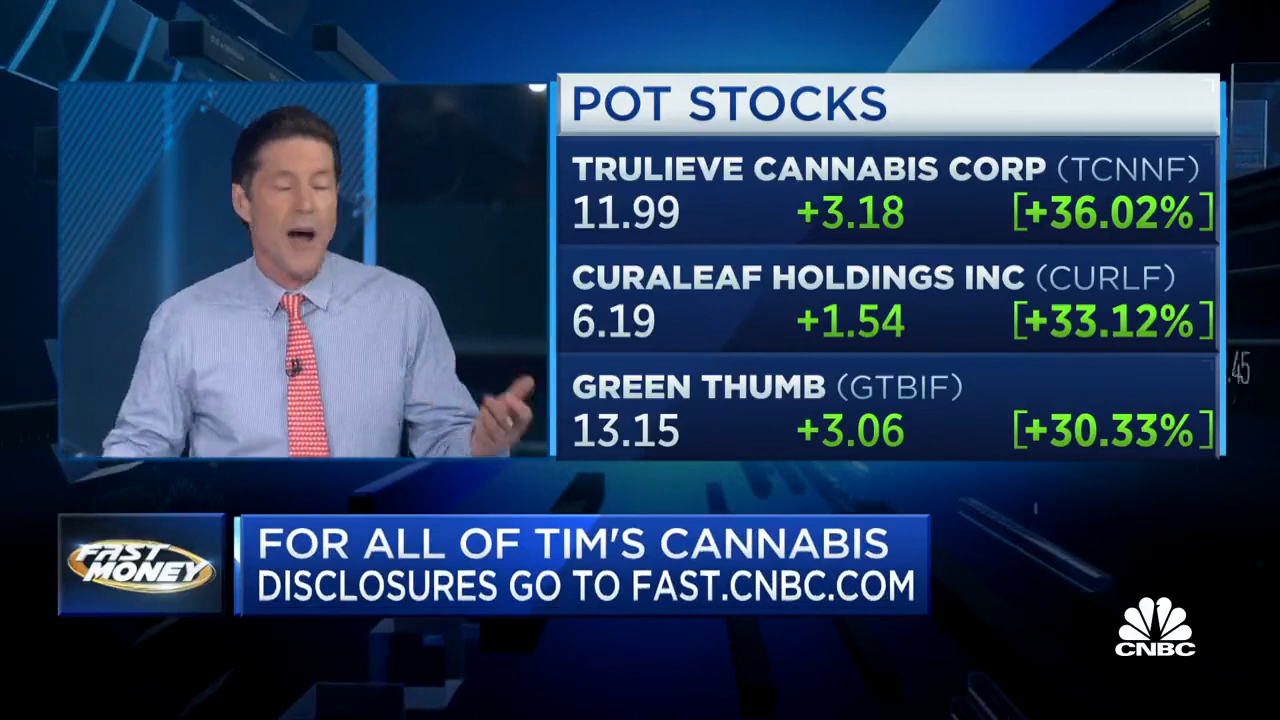 POT STOCKS
TRULIEVE CANNABIS CORP (TCNNF)
11.99 +3.18 [+36.02%]
CURALEAF HOLDINGS INC (CURLF)
6.19 +1.54 [+33.12%]
GREEN THUMB (GTBIF)
13.15 +3.06 [+30.33%]
.45
FAST MONEY
FOR ALL OF TIM'S CANNABIS
DISCLOSURES GO TO FAST.CNBC.COM
CNBC